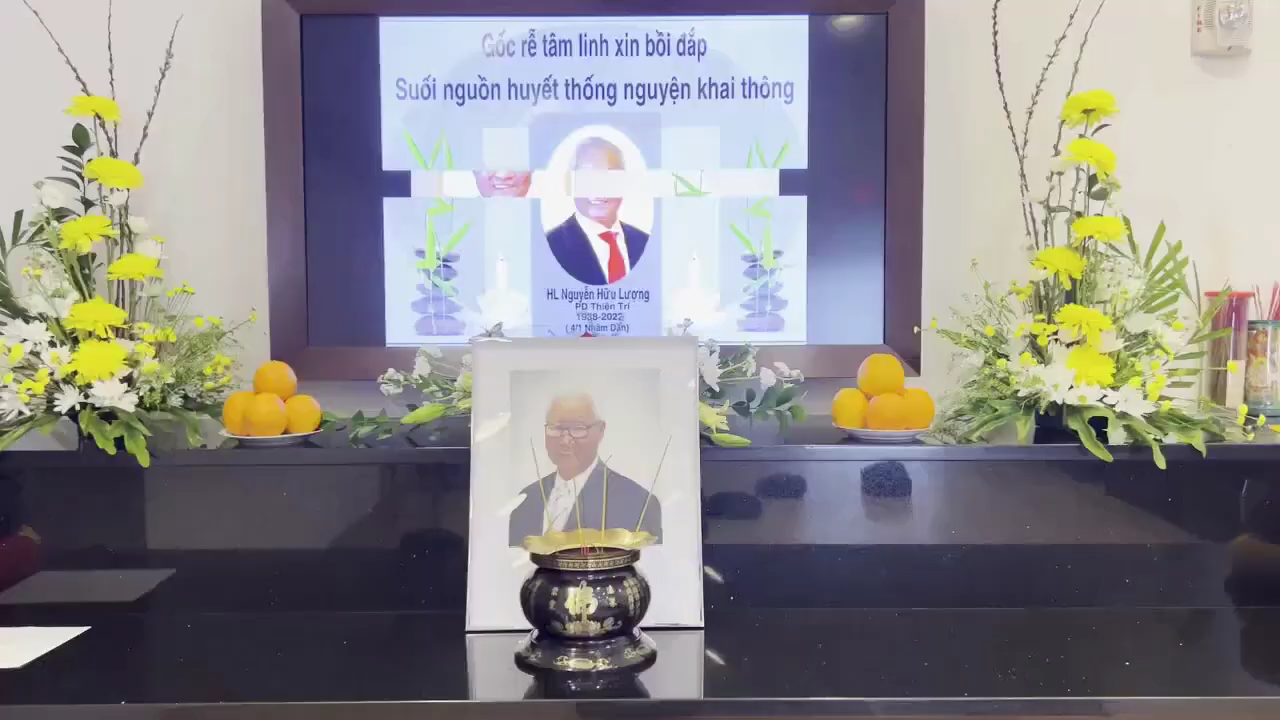 Gốc rễ tâm linh xin bồi đắp
Suối nguồn huyết thống nguyện khai thông
HL Nguyễn Hữu Lượng
PD Thiện Trí
1938-2022
( 4/1 Nhâm Dần)
佛